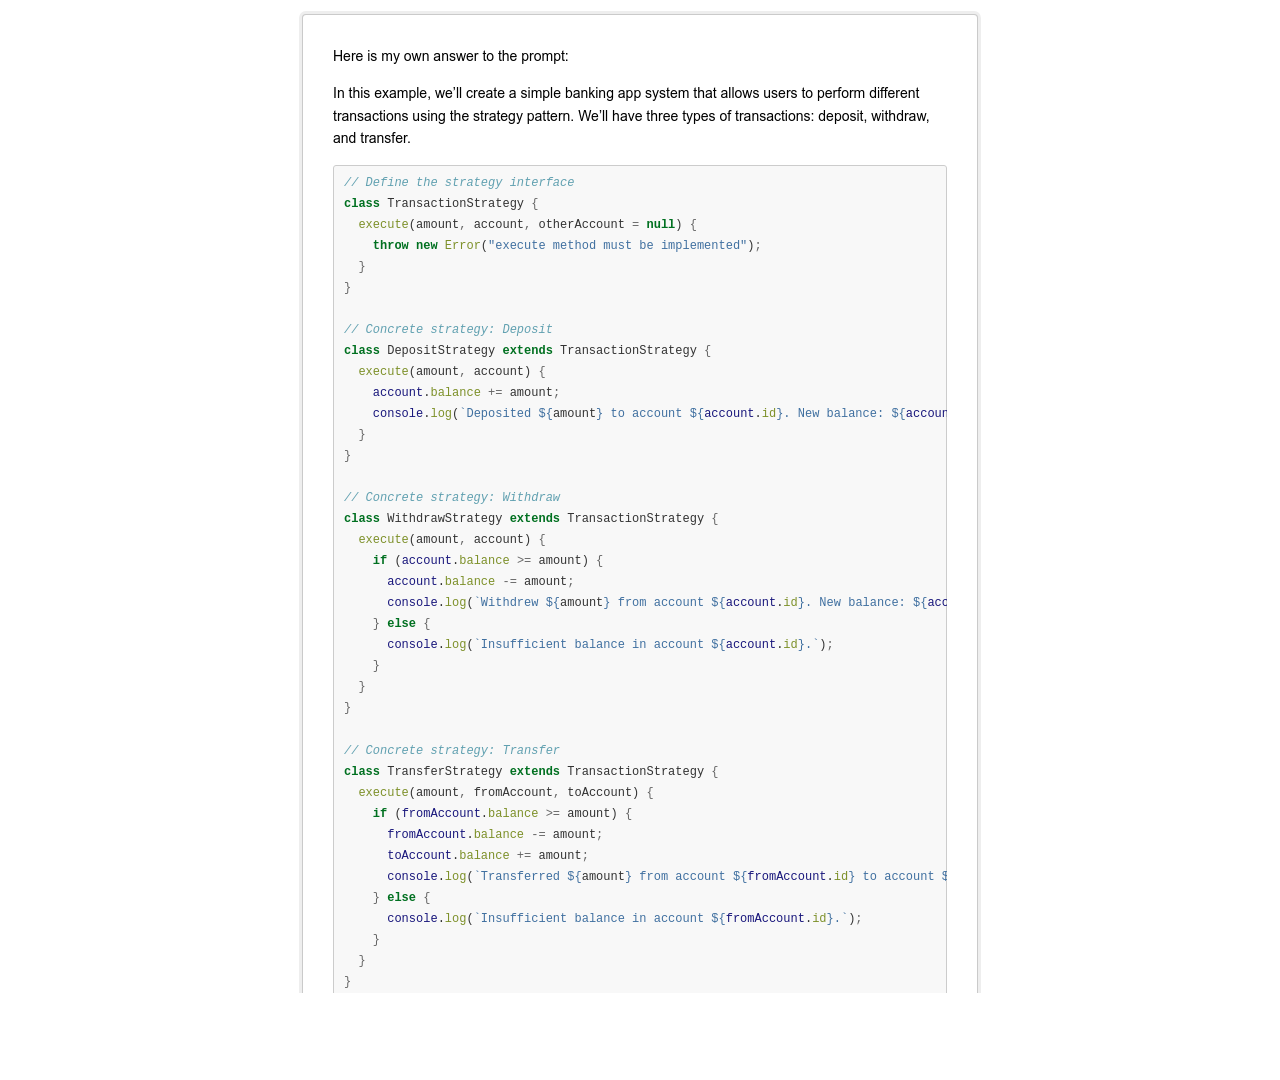 Here is my own answer to the prompt:
In this example, we’ll create a simple banking app system that allows users to perform different
transactions using the strategy pattern. We’ll have three types of transactions: deposit, withdraw,
and transfer.
// Define the strategy interface
class TransactionStrategy {
  execute(amount, account, otherAccount = null) {
    throw new Error("execute method must be implemented");
  }
}

// Concrete strategy: Deposit
class DepositStrategy extends TransactionStrategy {
  execute(amount, account) {
    account.balance += amount;
    console.log(`Deposited ${amount} to account ${account.id}. New balance: ${accoun
  }
}

// Concrete strategy: Withdraw
class WithdrawStrategy extends TransactionStrategy {
  execute(amount, account) {
    if (account.balance >= amount) {
      account.balance -= amount;
      console.log(`Withdrew ${amount} from account ${account.id}. New balance: ${acc
    } else {
      console.log(`Insufficient balance in account ${account.id}.`);
    }
  }
}

// Concrete strategy: Transfer
class TransferStrategy extends TransactionStrategy {
  execute(amount, fromAccount, toAccount) {
    if (fromAccount.balance >= amount) {
      fromAccount.balance -= amount;
      toAccount.balance += amount;
      console.log(`Transferred ${amount} from account ${fromAccount.id} to account $
    } else {
      console.log(`Insufficient balance in account ${fromAccount.id}.`);
    }
  }
}